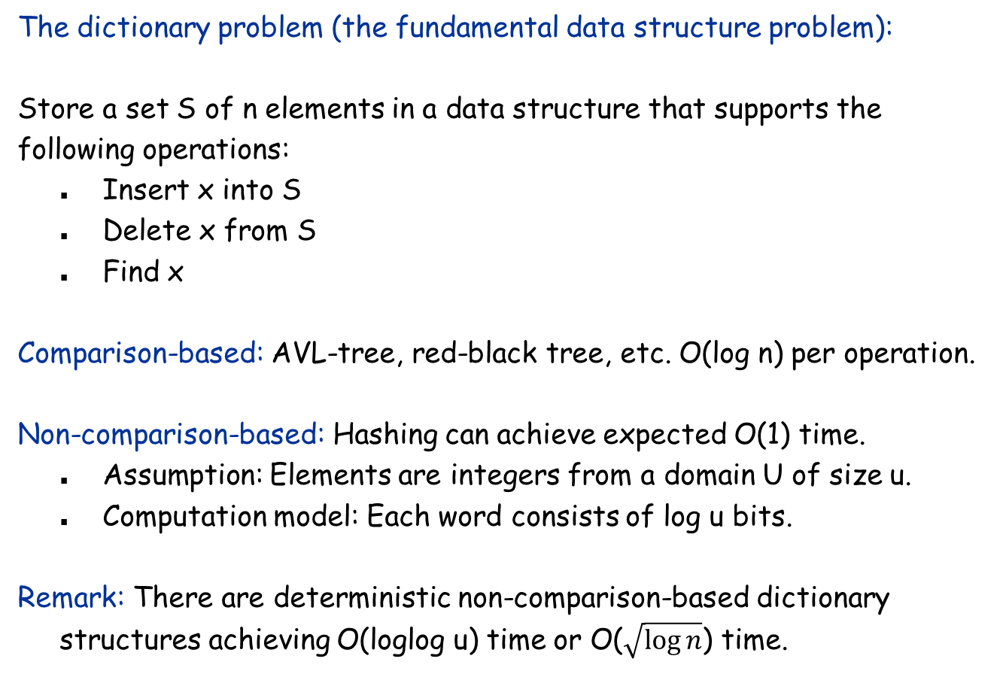 The dictionary problem (the fundamental data structure problem):
Store a set S of n elements in a data structure that supports the
following operations:
▪ Insert x into S
▪ Delete x from S
▪ Find x
Comparison-based: AVL-tree, red-black tree, etc. O(log n) per operation.
Non-comparison-based: Hashing can achieve expected O(1) time.
▪ Assumption: Elements are integers from a domain U of size u.
▪ Computation model: Each word consists of log u bits.
Remark: There are deterministic non-comparison-based dictionary
structures achieving O(loglog u) time or O(√log n) time.